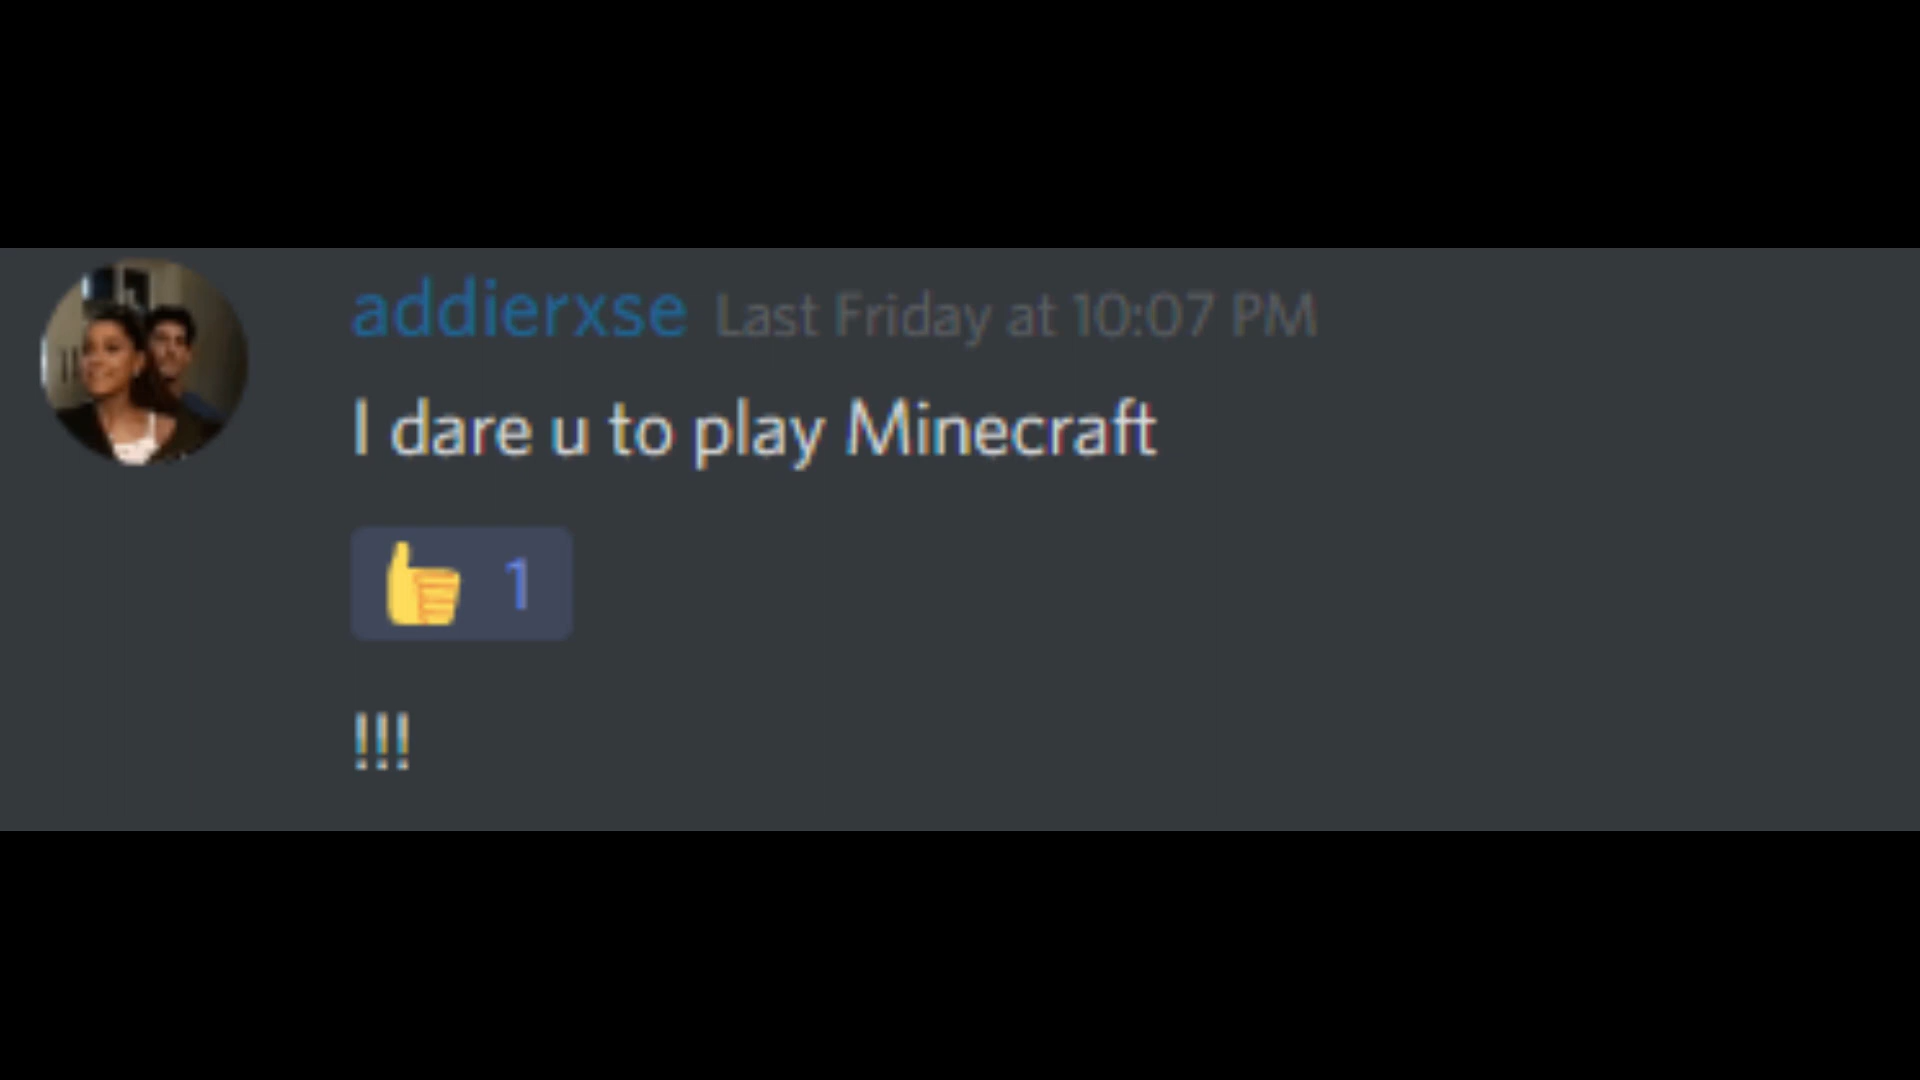 addierxse Last Friday at 10:07 PM
I dare u to play Minecraft
👍 1
!!!